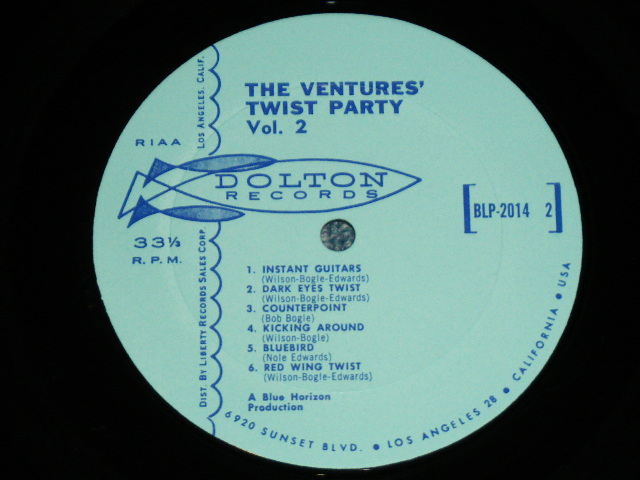 THE VENTURES'
TWIST PARTY
Vol. 2
RIAA
DOLTON
RECORDS
33⅓
R.P.M.
BLP-2014 2
1. INSTANT GUITARS
(Wilson-Bogle-Edwards)
2. DARK EYES TWIST
(Wilson-Bogle-Edwards)
3. COUNTERPOINT
(Bob Bogle)
4. KICKING AROUND
(Wilson-Bogle)
5. BLUEBIRD
(Nole Edwards)
6. RED WING TWIST
(Wilson-Bogle-Edwards)
A Blue Horizon
Production
DIST. BY LIBERTY RECORDS SALES CORP.
LOS ANGELES, CALIF.
6920 SUNSET BLVD. • LOS ANGELES 28 • CALIFORNIA • USA